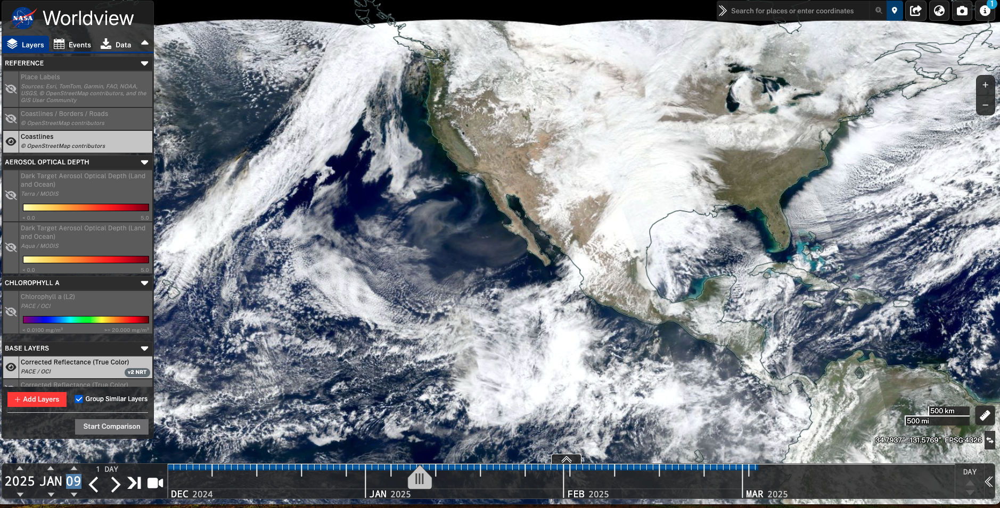 NASA
Worldview
Layers
Events
Data
REFERENCE
Place Labels
Sources: Esri, TomTom, Garmin, FAO, NOAA,
USGS, © OpenStreetMap contributors, and the
GIS User Community
Coastlines / Borders / Roads
© OpenStreetMap contributors
Coastlines
© OpenStreetMap contributors
AEROSOL OPTICAL DEPTH
Dark Target Aerosol Optical Depth (Land
and Ocean)
Terra / MODIS
< 0.0 5.0
Dark Target Aerosol Optical Depth (Land
and Ocean)
Aqua / MODIS
< 0.0 5.0
CHLOROPHYLL A
Chlorophyll a (L2)
PACE / OCI
< 0.0100 mg/m³ >= 20.000 mg/m³
BASE LAYERS
Corrected Reflectance (True Color)
PACE / OCI
v2 NRT
Corrected Reflectance (True Color)
+ Add Layers
Group Similar Layers
Start Comparison
Search for places or enter coordinates
1
+
−
500 km
500 mi
34.7937°, -131.5769° EPSG:4326
1 DAY
2025 JAN 09
DEC 2024
JAN 2025
FEB 2025
MAR 2025
DAY